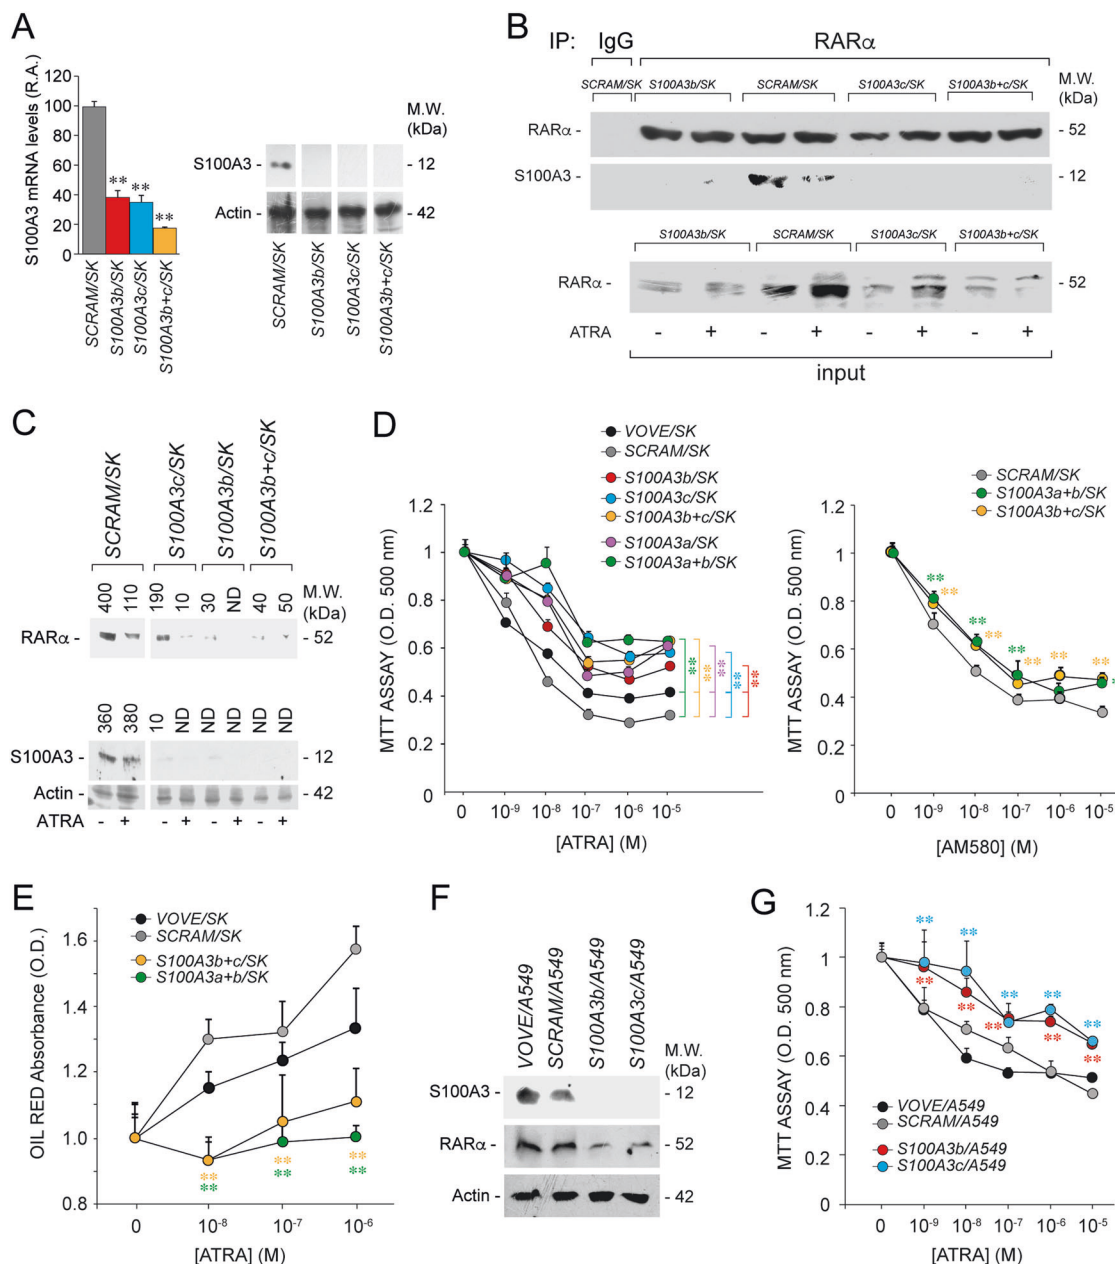 A
S100A3 mRNA levels (R.A.)
120
100
80
60
40
20
0
**
**
**
SCRAM/SK
S100A3b/SK
S100A3c/SK
S100A3b+c/SK
M.W.
(kDa)
S100A3 -
- 12
Actin -
- 42
SCRAM/SK
S100A3b/SK
S100A3c/SK
S100A3b+c/SK
B
IP: IgG RARα
SCRAM/SK S100A3b/SK SCRAM/SK S100A3c/SK S100A3b+c/SK
M.W.
(kDa)
RARα - - 52
S100A3 - - 12
S100A3b/SK SCRAM/SK S100A3c/SK S100A3b+c/SK
RARα - - 52
ATRA - + - + - + - +
input
C
SCRAM/SK
S100A3c/SK
S100A3b/SK
S100A3b+c/SK
400 110 190 10 30 ND 40 50
M.W.
(kDa)
RARα - - 52
360 380 10 ND ND ND ND ND
S100A3 - - 12
Actin - - 42
ATRA - + - + - + - +
D
VOVE/SK
SCRAM/SK
S100A3b/SK
S100A3c/SK
S100A3b+c/SK
S100A3a/SK
S100A3a+b/SK
MTT ASSAY (O.D. 500 nm)
1.2
1
0.8
0.6
0.4
0.2
0
** ** ** ** **
0 10-9 10-8 10-7 10-6 10-5
[ATRA] (M)
SCRAM/SK
S100A3a+b/SK
S100A3b+c/SK
MTT ASSAY (O.D. 500 nm)
1.2
1
0.8
0.6
0.4
0.2
0
** ** ** ** ** ** ** **
*
0 10-9 10-8 10-7 10-6 10-5
[AM580] (M)
E
VOVE/SK
SCRAM/SK
S100A3b+c/SK
S100A3a+b/SK
OIL RED Absorbance (O.D.)
1.6
1.4
1.2
1.0
0.8
** ** **
** ** **
0 10-8 10-7 10-6
[ATRA] (M)
F
VOVE/A549
SCRAM/A549
S100A3b/A549
S100A3c/A549
M.W.
(kDa)
S100A3 - - 12
RARα - - 52
Actin - - 42
G
MTT ASSAY (O.D. 500 nm)
1.2
1
0.8
0.6
0.4
0.2
0
** ** ** ** **
** ** ** ** **
VOVE/A549
SCRAM/A549
S100A3b/A549
S100A3c/A549
0 10-9 10-8 10-7 10-6 10-5
[ATRA] (M)